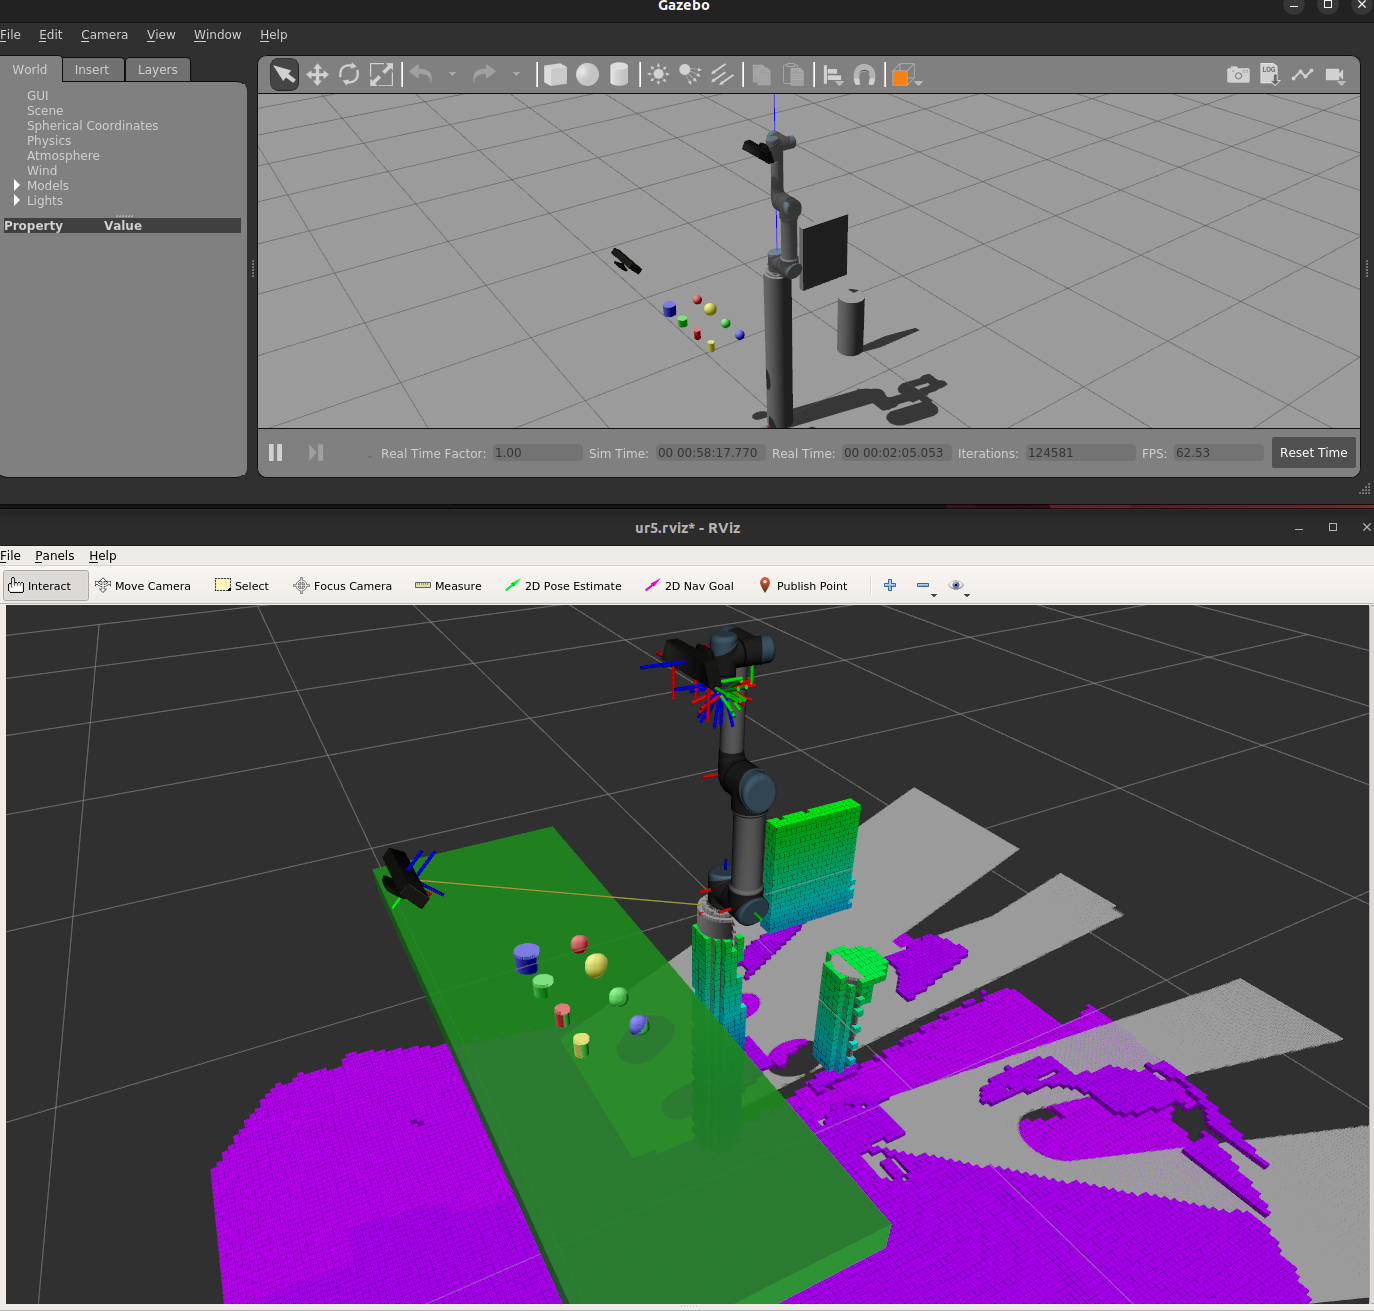 Gazebo
File Edit Camera View Window Help
World Insert Layers
GUI
Scene
Spherical Coordinates
Physics
Atmosphere
Wind
Models
Lights
Property Value
LOG
Real Time Factor: 1.00 Sim Time: 00 00:58:17.770 Real Time: 00 00:02:05.053 Iterations: 124581 FPS: 62.53 Reset Time
ur5.rviz* - RViz
File Panels Help
Interact Move Camera Select Focus Camera Measure 2D Pose Estimate 2D Nav Goal Publish Point